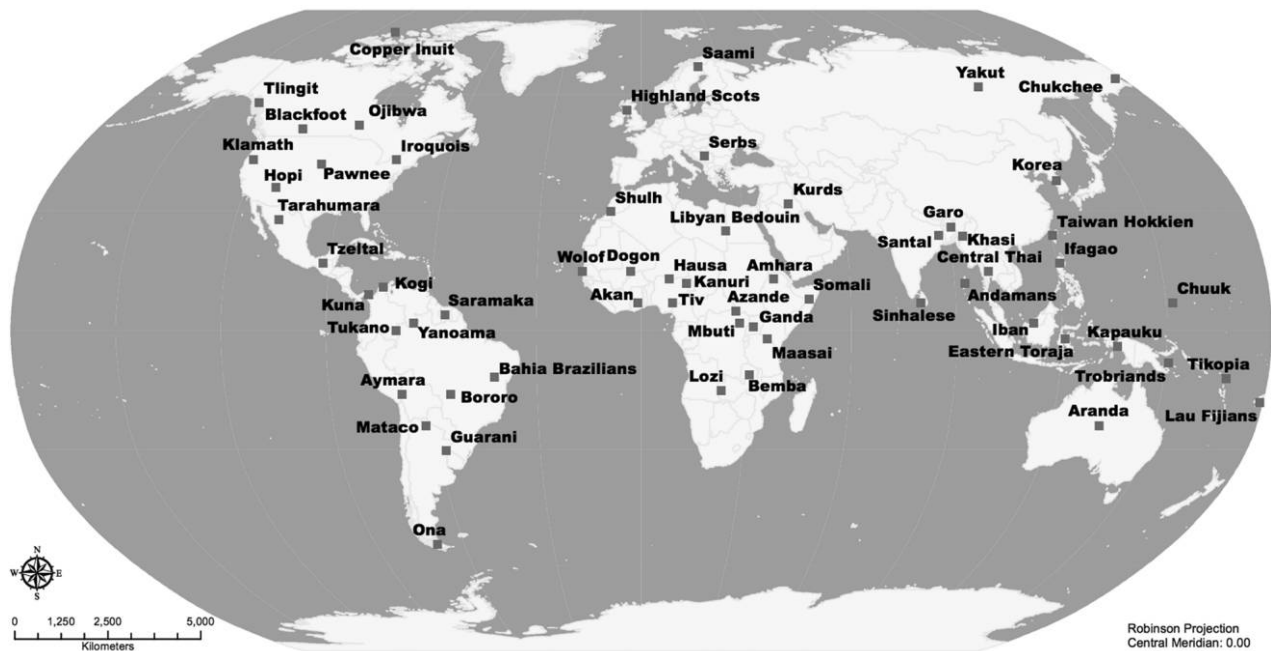 Copper Inuit
Saami
Yakut
Chukchee
Tlingit
Highland Scots
Blackfoot
Ojibwa
Klamath
Iroquois
Serbs
Pawnee
Korea
Hopi
Kurds
Shulh
Tarahumara
Libyan Bedouin
Garo
Taiwan Hokkien
Santal
Khasi
Tzeltal
Wolof
Dogon
Central Thai
Ifagao
Hausa
Amhara
Kogi
Kanuri
Somali
Andamans
Chuuk
Kuna
Saramaka
Akan
Tiv
Azande
Sinhalese
Tukano
Yanoama
Mbuti
Ganda
Iban
Kapauku
Maasai
Eastern Toraja
Bahia Brazilians
Tikopia
Aymara
Lozi
Bemba
Trobriands
Bororo
Aranda
Lau Fijians
Mataco
Guarani
Ona
N
W
E
S
0 1,250 2,500 5,000
Kilometers
Robinson Projection
Central Meridian: 0.00